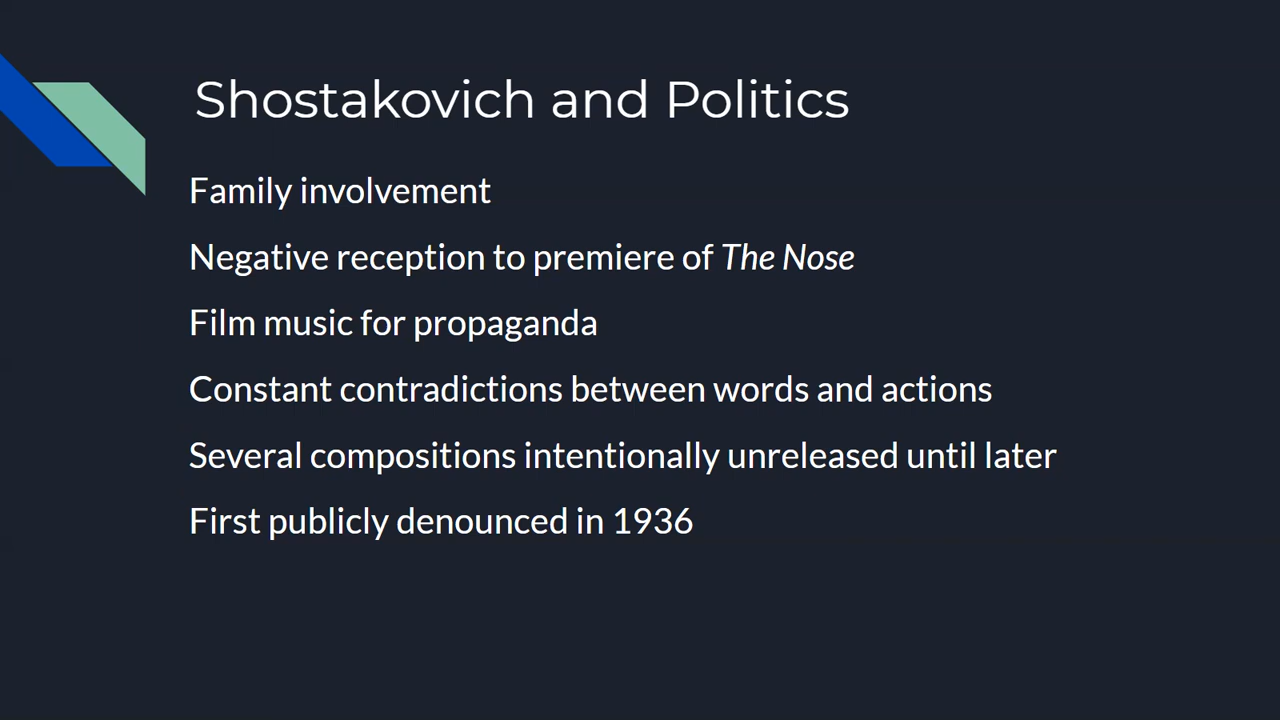 Shostakovich and Politics
Family involvement
Negative reception to premiere of The Nose
Film music for propaganda
Constant contradictions between words and actions
Several compositions intentionally unreleased until later
First publicly denounced in 1936